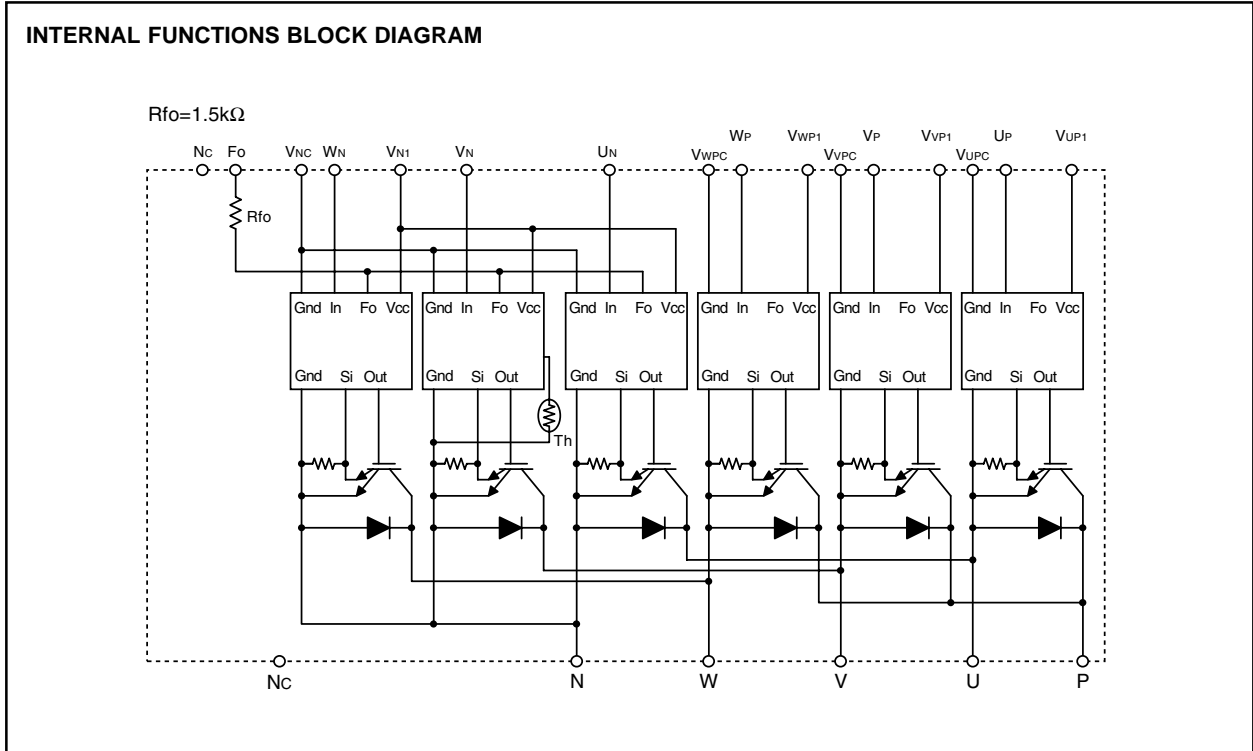 INTERNAL FUNCTIONS BLOCK DIAGRAM
Rfo=1.5kΩ
NC FO VNC WN VN1 VN UN VWPC WP VWP1 VVPC VP VVP1 VUPC UP VUP1
Rfo
Gnd In Fo Vcc Gnd In Fo Vcc Gnd In Fo Vcc Gnd In Fo Vcc Gnd In Fo Vcc Gnd In Fo Vcc
Gnd Si Out Gnd Si Out Gnd Si Out Gnd Si Out Gnd Si Out Gnd Si Out
Th
NC N W V U P